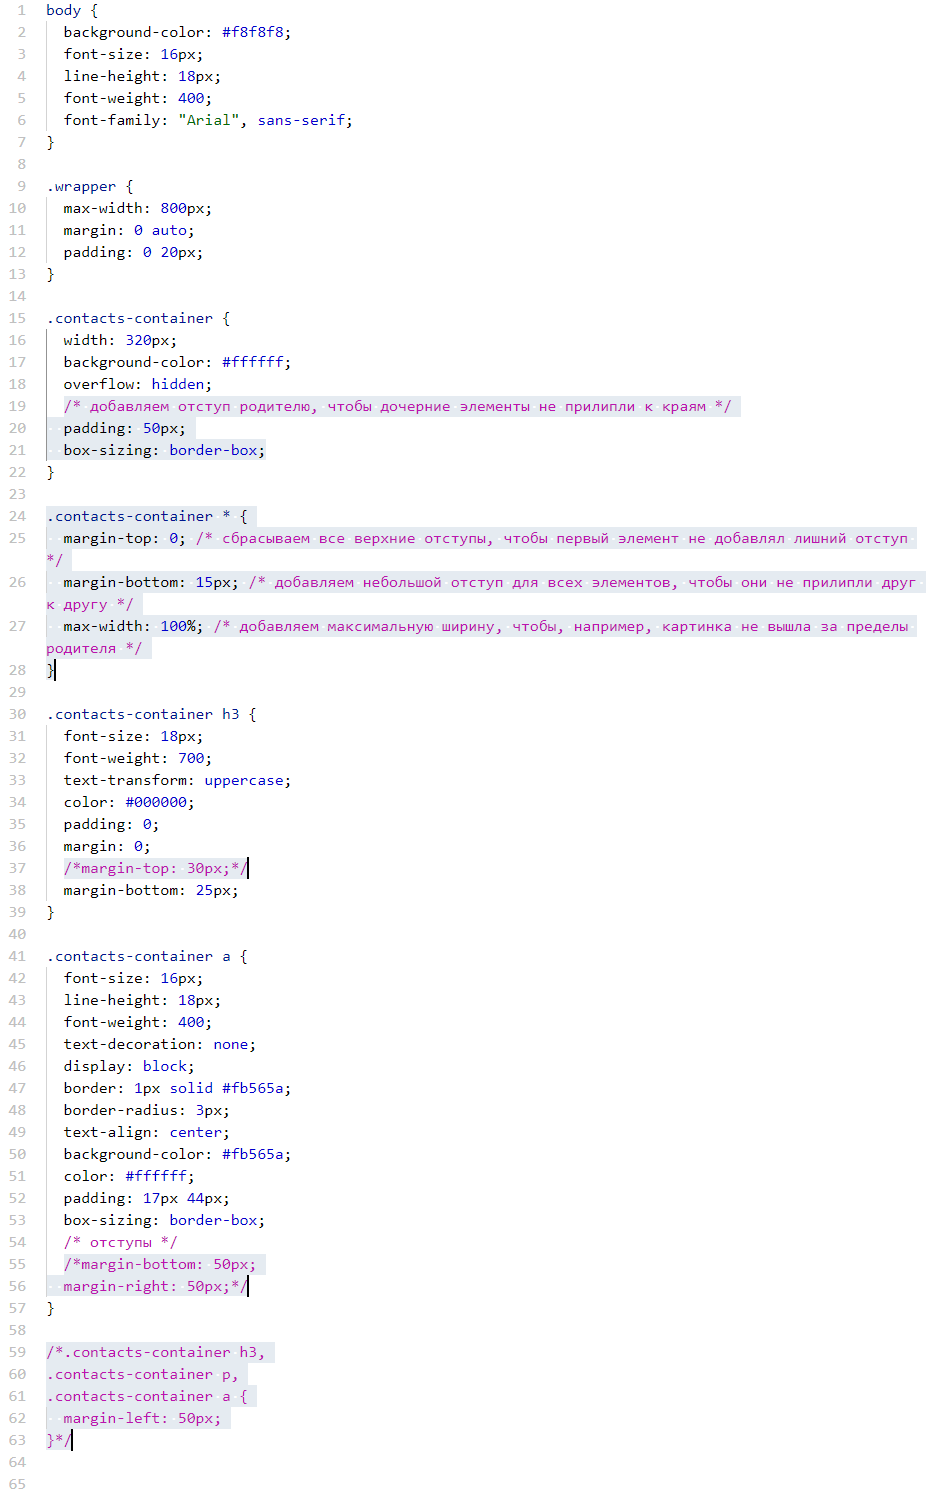 1 body {
2 background-color: #f8f8f8;
3 font-size: 16px;
4 line-height: 18px;
5 font-weight: 400;
6 font-family: "Arial", sans-serif;
7 }
8
9 .wrapper {
10 max-width: 800px;
11 margin: 0 auto;
12 padding: 0 20px;
13 }
14
15 .contacts-container {
16 width: 320px;
17 background-color: #ffffff;
18 overflow: hidden;
19 /* добавляем отступ родителю, чтобы дочерние элементы не прилипли к краям */
20 padding: 50px;
21 box-sizing: border-box;
22 }
23
24 .contacts-container * {
25 margin-top: 0; /* сбрасываем все верхние отступы, чтобы первый элемент не добавлял лишний отступ
*/
26 margin-bottom: 15px; /* добавляем небольшой отступ для всех элементов, чтобы они не прилипли друг
к другу */
27 max-width: 100%; /* добавляем максимальную ширину, чтобы, например, картинка не вышла за пределы
родителя */
28 }
29
30 .contacts-container h3 {
31 font-size: 18px;
32 font-weight: 700;
33 text-transform: uppercase;
34 color: #000000;
35 padding: 0;
36 margin: 0;
37 /*margin-top: 30px;*/
38 margin-bottom: 25px;
39 }
40
41 .contacts-container a {
42 font-size: 16px;
43 line-height: 18px;
44 font-weight: 400;
45 text-decoration: none;
46 display: block;
47 border: 1px solid #fb565a;
48 border-radius: 3px;
49 text-align: center;
50 background-color: #fb565a;
51 color: #ffffff;
52 padding: 17px 44px;
53 box-sizing: border-box;
54 /* отступы */
55 /*margin-bottom: 50px;
56 margin-right: 50px;*/
57 }
58
59 /*.contacts-container h3,
60 .contacts-container p,
61 .contacts-container a {
62 margin-left: 50px;
63 }*/
64
65